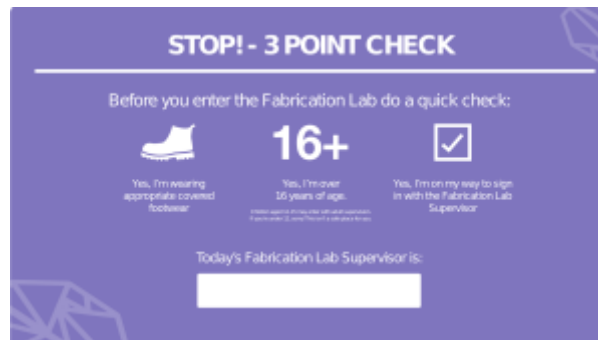 STOP! - 3 POINT CHECK
Before you enter the Fabrication Lab do a quick check:
16+
Yes, I'm wearing
appropriate covered
footwear
Yes, I'm over
16 years of age.
Yes, I'm on my way to sign
in with the Fabrication Lab
Supervisor
Today's Fabrication Lab Supervisor is: